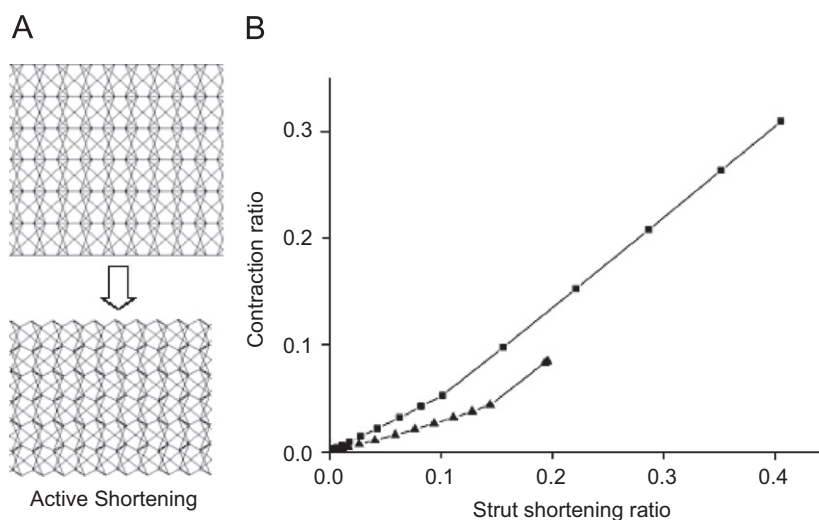 A
B
Active Shortening
Contraction ratio
0.3
0.2
0.1
0.0
0.0 0.1 0.2 0.3 0.4
Strut shortening ratio